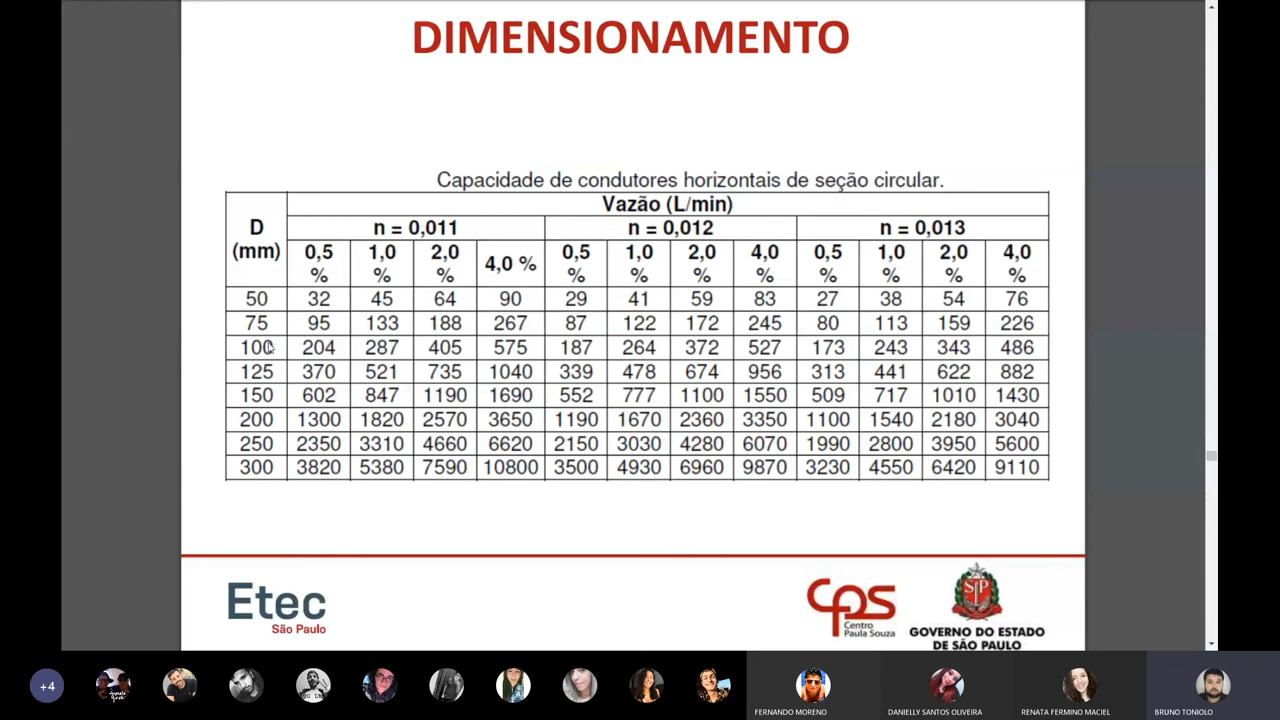 DIMENSIONAMENTO
Capacidade de condutores horizontais de seção circular.
D (mm) Vazão (L/min)
n = 0,011 n = 0,012 n = 0,013
0,5 % 1,0 % 2,0 % 4,0 % 0,5 % 1,0 % 2,0 % 4,0 % 0,5 % 1,0 % 2,0 % 4,0 %
50 32 45 64 90 29 41 59 83 27 38 54 76
75 95 133 188 267 87 122 172 245 80 113 159 226
100 204 287 405 575 187 264 372 527 173 243 343 486
125 370 521 735 1040 339 478 674 956 313 441 622 882
150 602 847 1190 1690 552 777 1100 1550 509 717 1010 1430
200 1300 1820 2570 3650 1190 1670 2360 3350 1100 1540 2180 3040
250 2350 3310 4660 6620 2150 3030 4280 6070 1990 2800 3950 5600
300 3820 5380 7590 10800 3500 4930 6960 9870 3230 4550 6420 9110
Etec
São Paulo
cps
Centro
Paula Souza
SP
GOVERNO DO ESTADO
DE SÃO PAULO
+4
FERNANDO MORENO DANIELLY SANTOS OLIVEIRA RENATA FERMINO MACIEL BRUNO TONIOLO